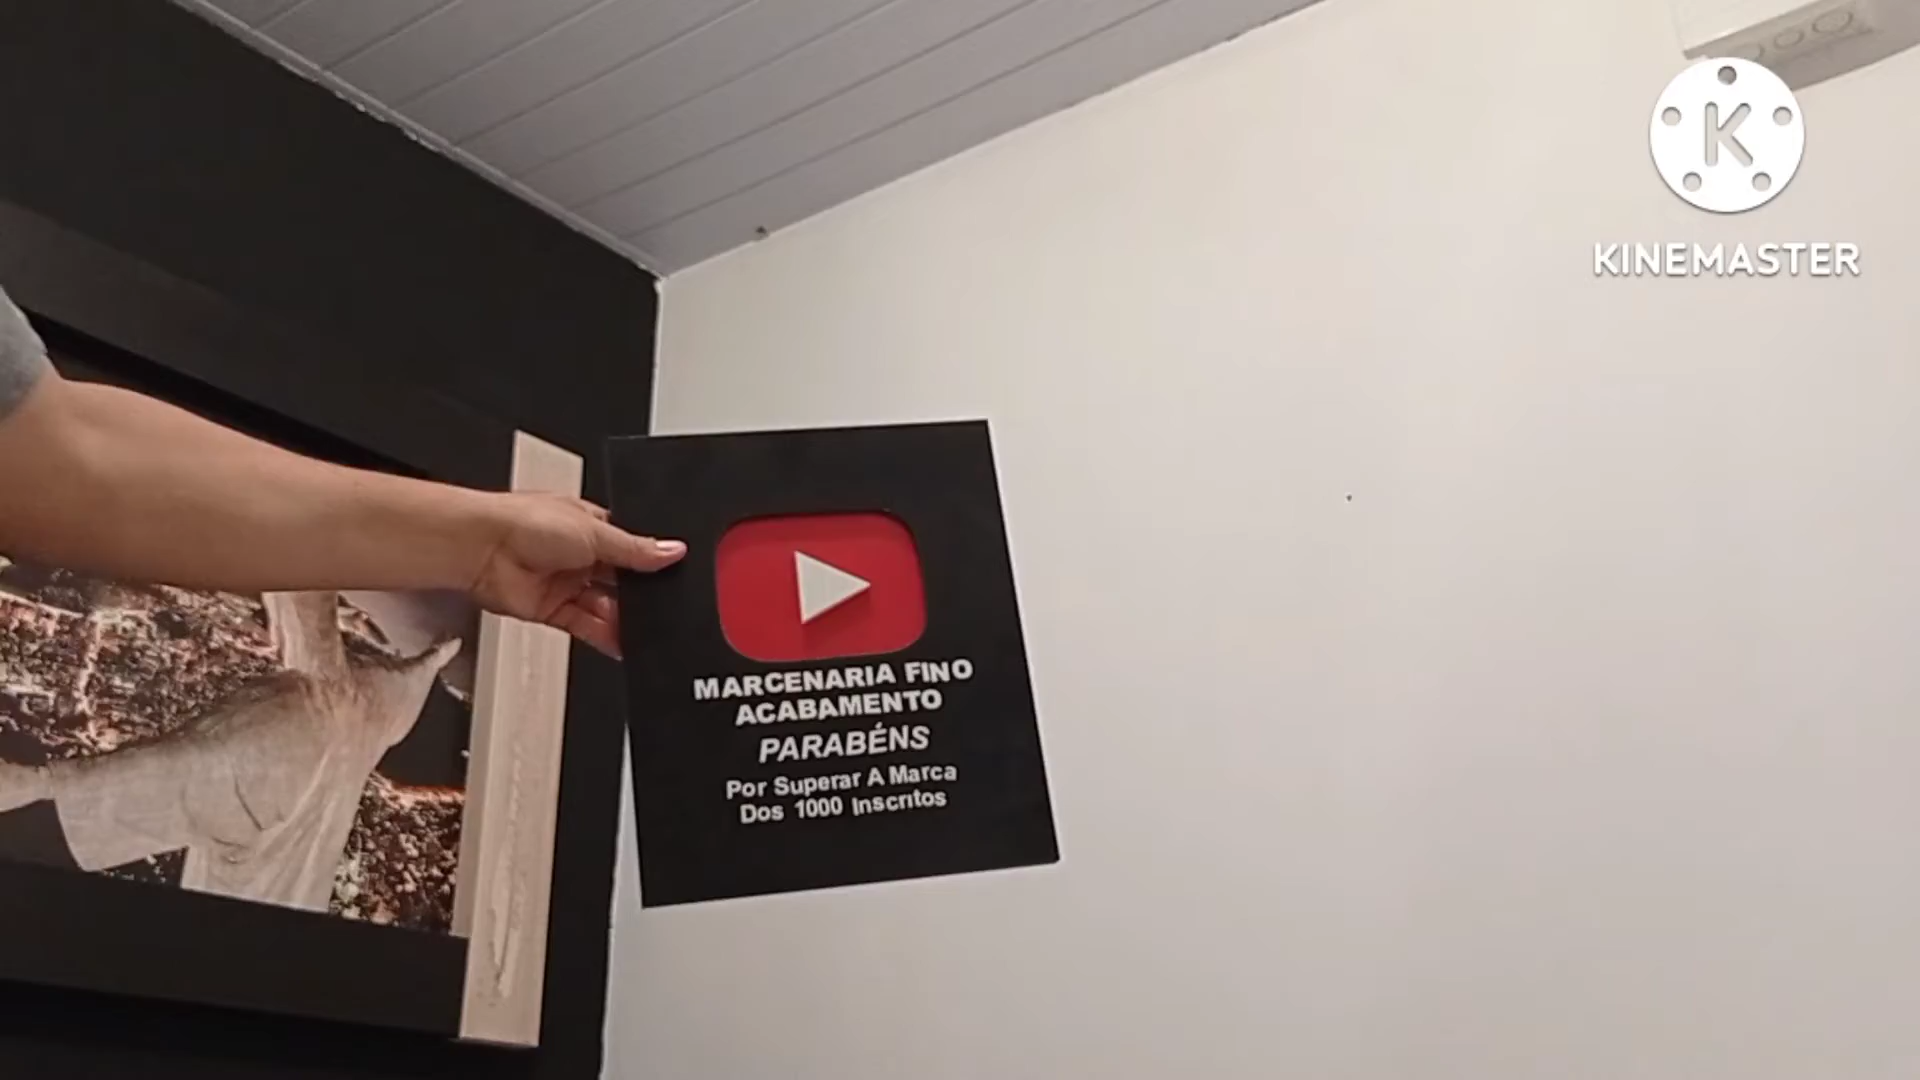 K
KINEMASTER
MARCENARIA FINO
ACABAMENTO
PARABÉNS
Por Superar A Marca
Dos 1000 Inscritos